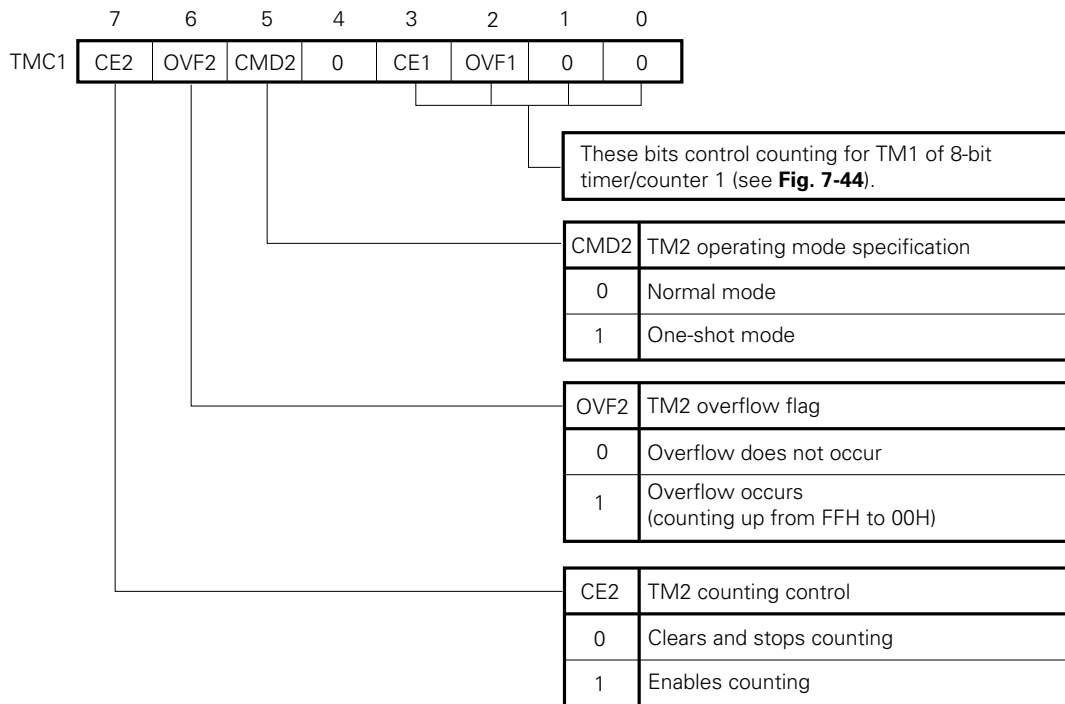 7 6 5 4 3 2 1 0
TMC1 CE2 OVF2 CMD2 0 CE1 OVF1 0 0
These bits control counting for TM1 of 8-bit
timer/counter 1 (see Fig. 7-44).
CMD2 TM2 operating mode specification
0 Normal mode
1 One-shot mode
OVF2 TM2 overflow flag
0 Overflow does not occur
1 Overflow occurs
(counting up from FFH to 00H)
CE2 TM2 counting control
0 Clears and stops counting
1 Enables counting